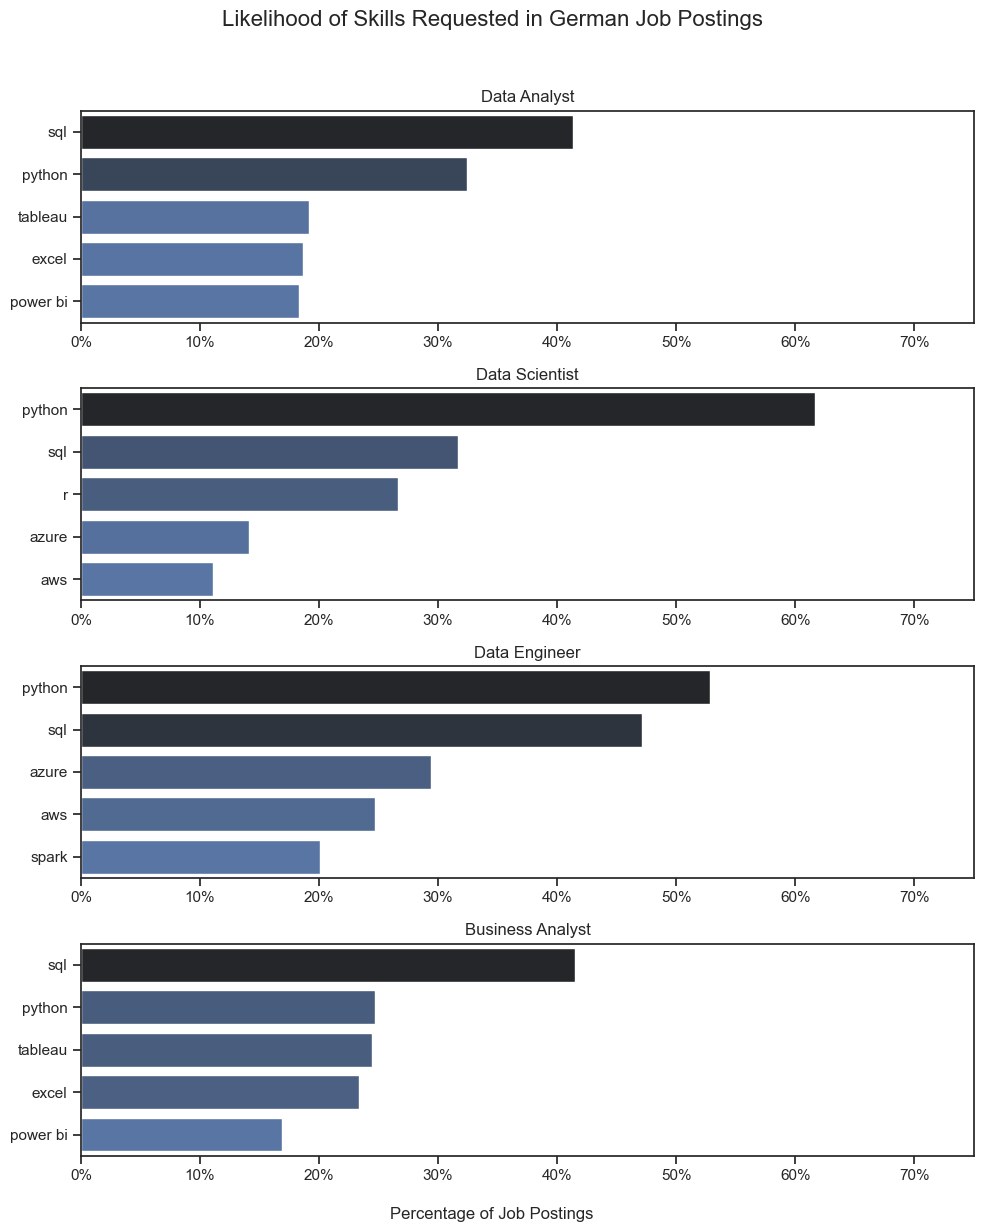 Likelihood of Skills Requested in German Job Postings
Data Analyst
sql
python
tableau
excel
power bi
0% 10% 20% 30% 40% 50% 60% 70%
Data Scientist
python
sql
r
azure
aws
0% 10% 20% 30% 40% 50% 60% 70%
Data Engineer
python
sql
azure
aws
spark
0% 10% 20% 30% 40% 50% 60% 70%
Business Analyst
sql
python
tableau
excel
power bi
0% 10% 20% 30% 40% 50% 60% 70%
Percentage of Job Postings